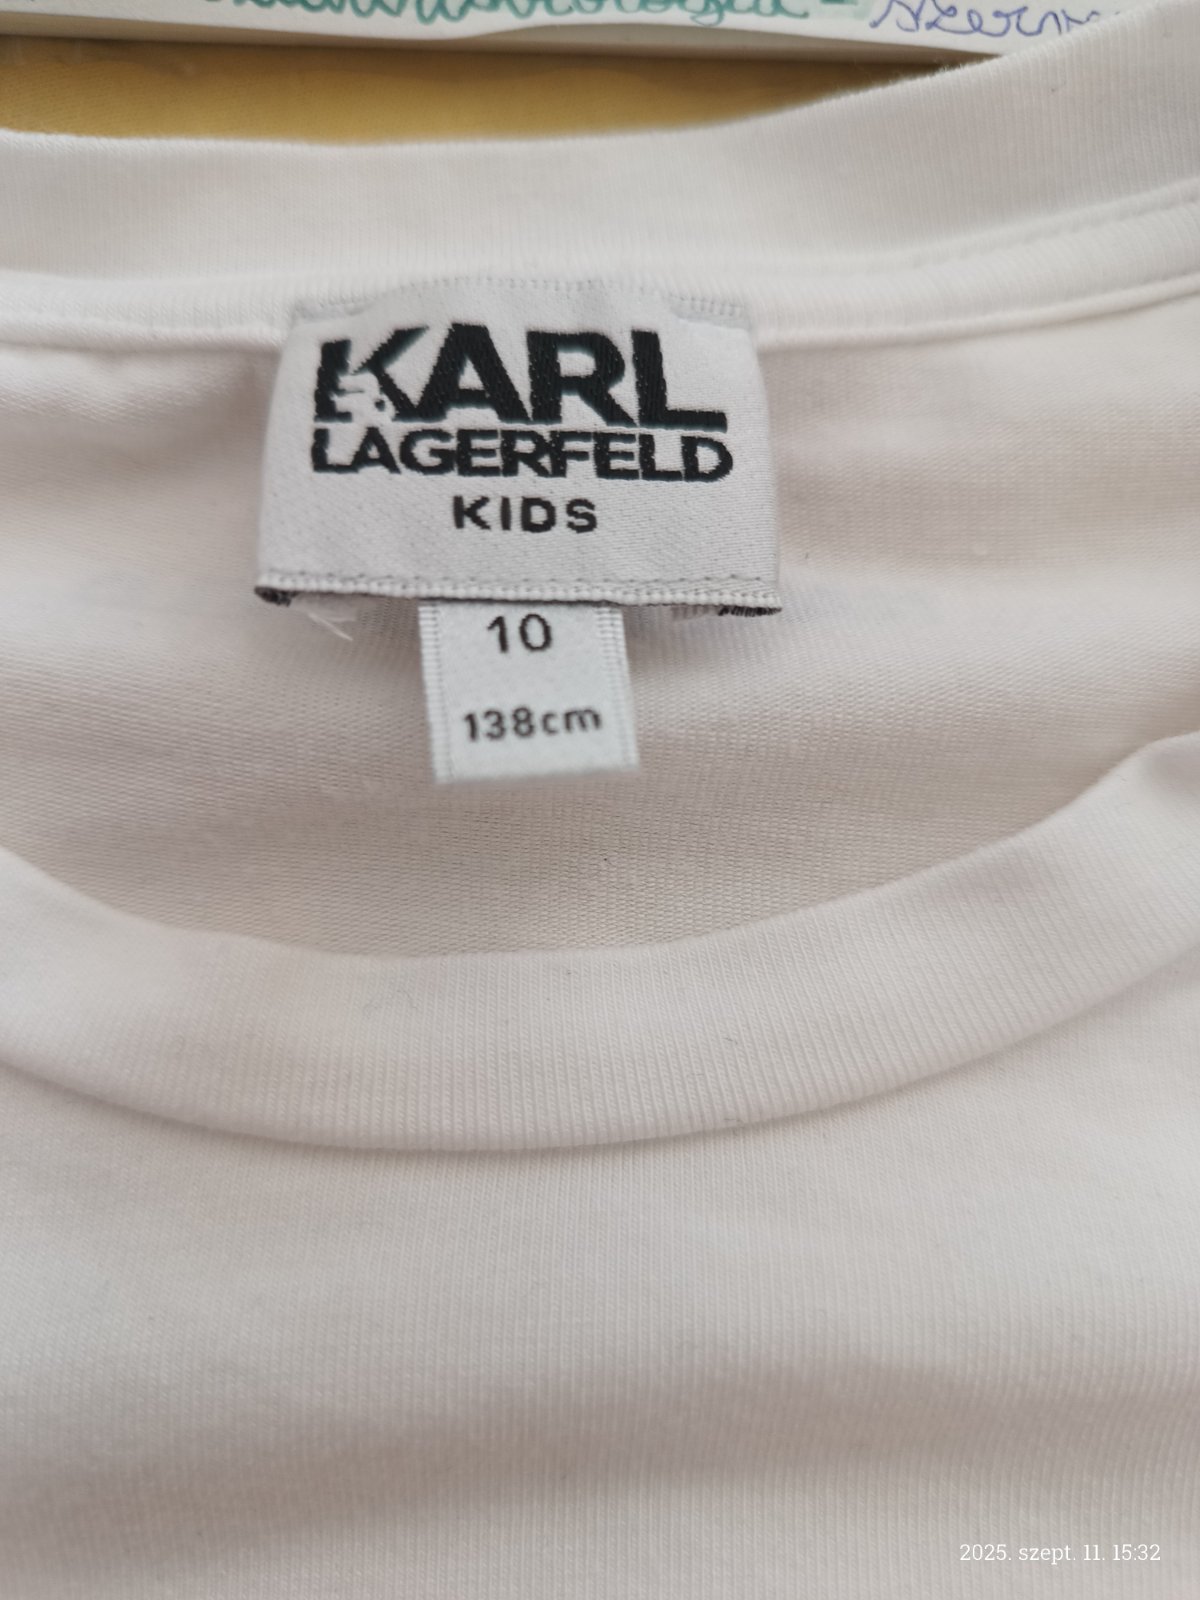 KARL
LAGERFELD
KIDS
10
138cm
2025. szept. 11. 15:32